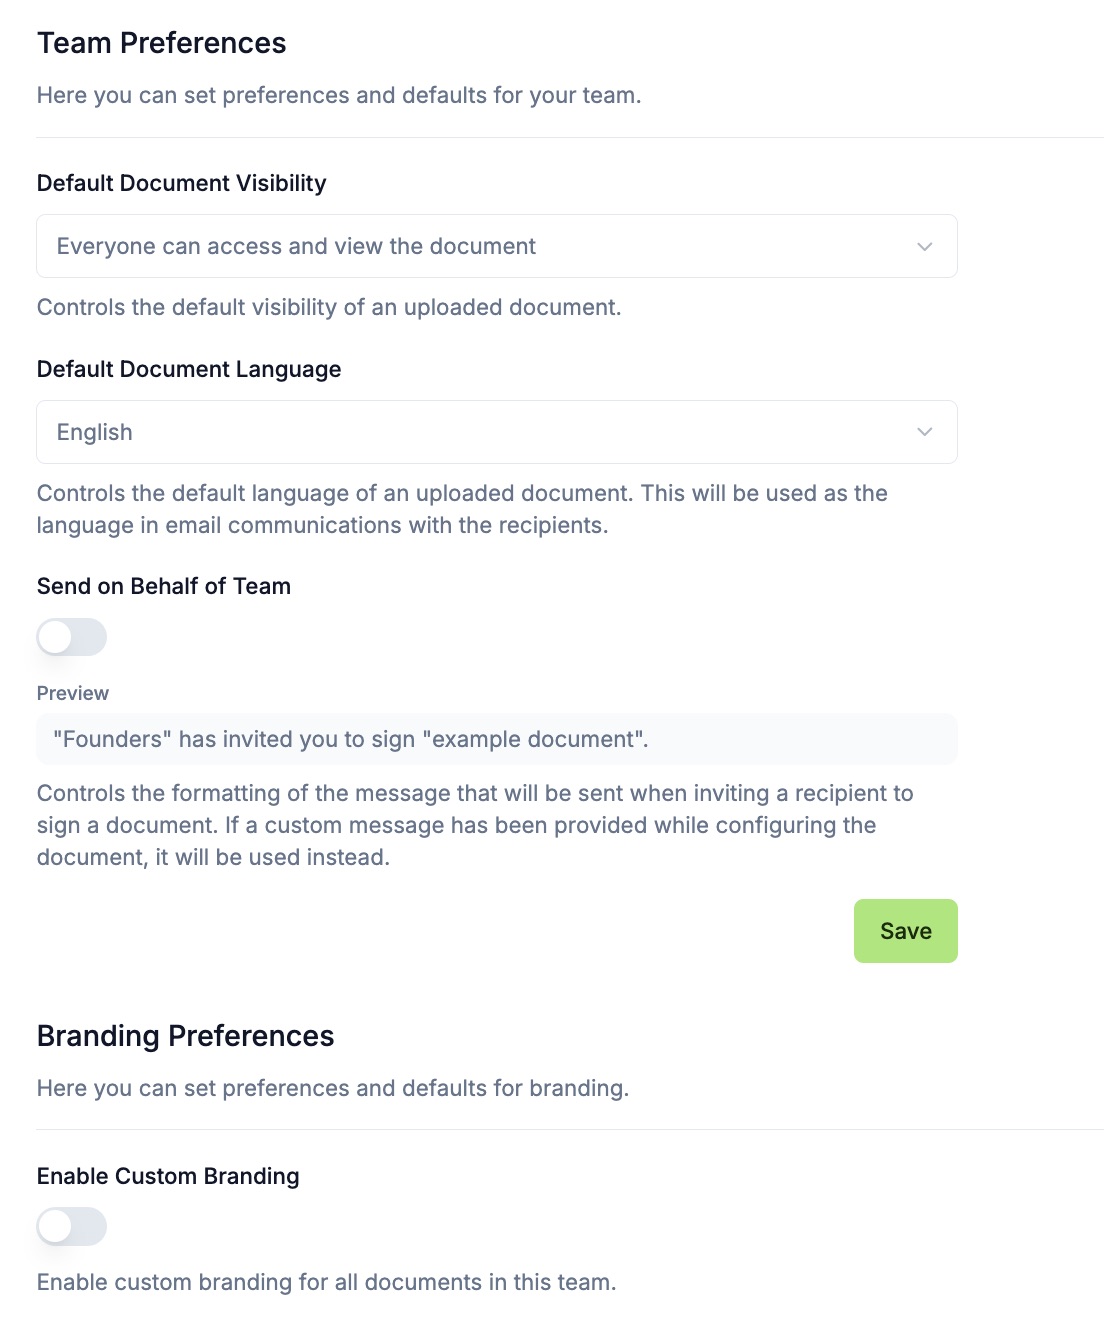 Team Preferences
Here you can set preferences and defaults for your team.
Default Document Visibility
Everyone can access and view the document
Controls the default visibility of an uploaded document.
Default Document Language
English
Controls the default language of an uploaded document. This will be used as the
language in email communications with the recipients.
Send on Behalf of Team
Preview
"Founders" has invited you to sign "example document".
Controls the formatting of the message that will be sent when inviting a recipient to
sign a document. If a custom message has been provided while configuring the
document, it will be used instead.
Save
Branding Preferences
Here you can set preferences and defaults for branding.
Enable Custom Branding
Enable custom branding for all documents in this team.